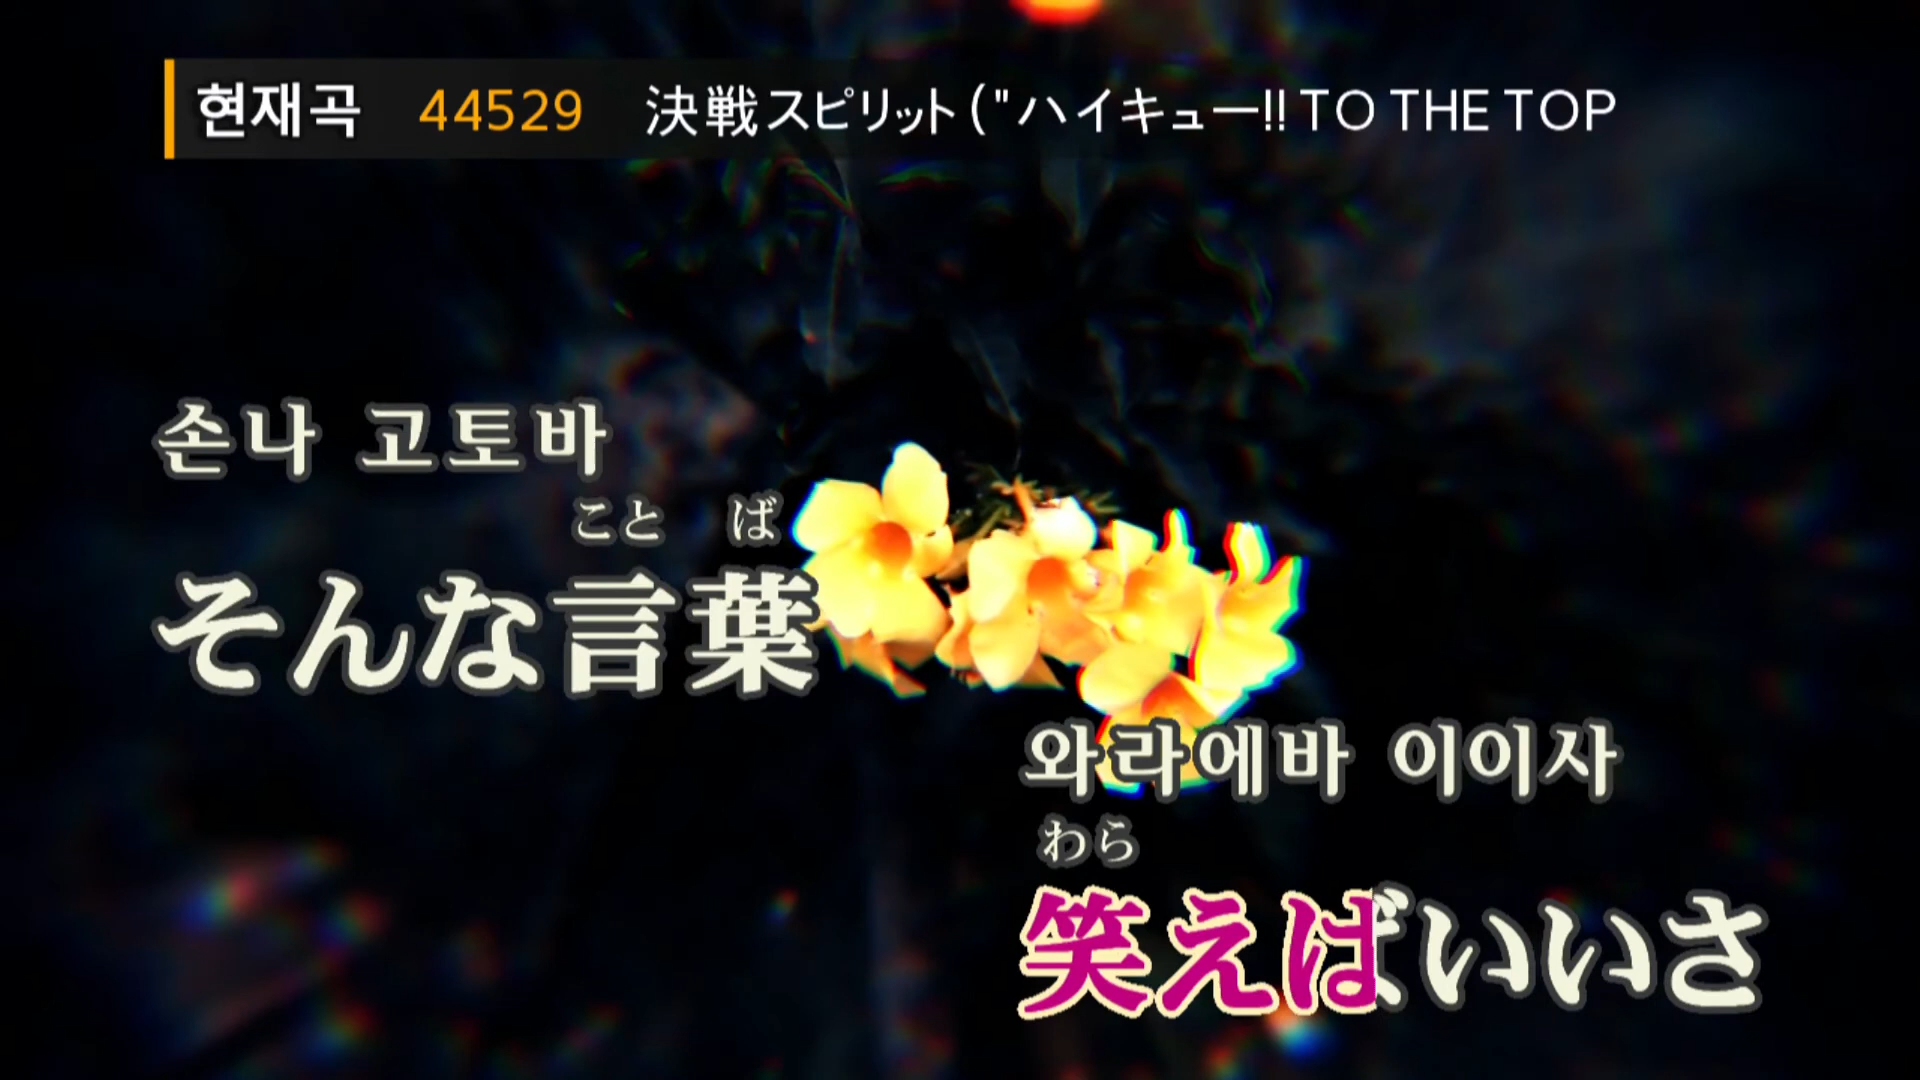 현재곡 44529 決戦スピリット("ハイキュー!! TO THE TOP
손나 고토바
こと ば
そんな言葉
와라에바 이이사
わら
笑えばいいさ